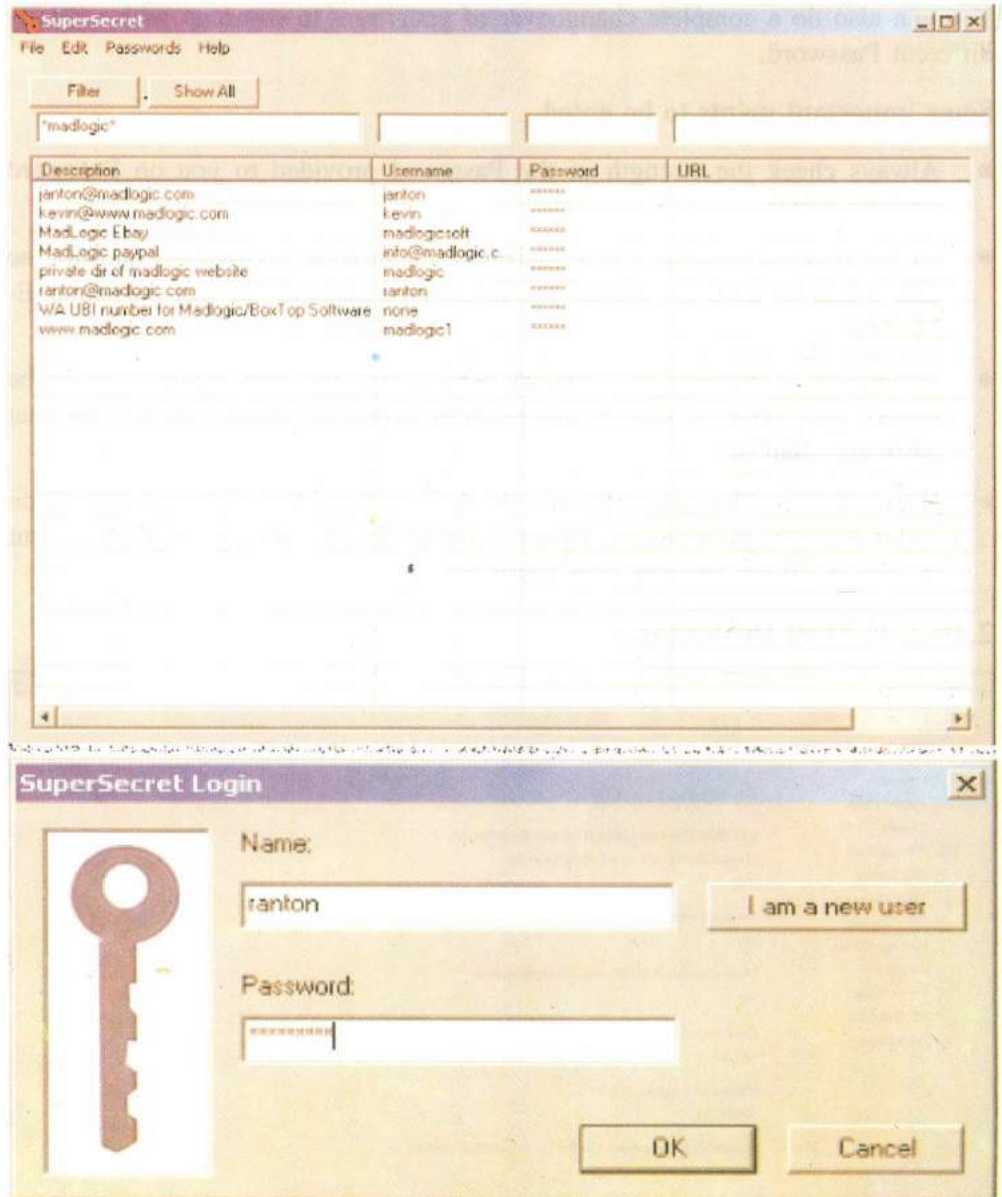 SuperSecret
File Edit Passwords Help
Filter Show All
"madlogic"
Description Username Password URL
janton@madlogic.com janton ******
kevin@www.madlogic.com kevin ******
MadLogic Ebay madlogicsoft ******
MadLogic paypal info@madlogic.c... ******
private dir of madlogic website madlogic ******
ranton@madlogic.com ranton ******
WA UBI number for Madlogic/BoxTop Software none ******
www.madlogic.com madlogic1 ******
SuperSecret Login
Name:
ranton
I am a new user
Password:
*********
OK Cancel